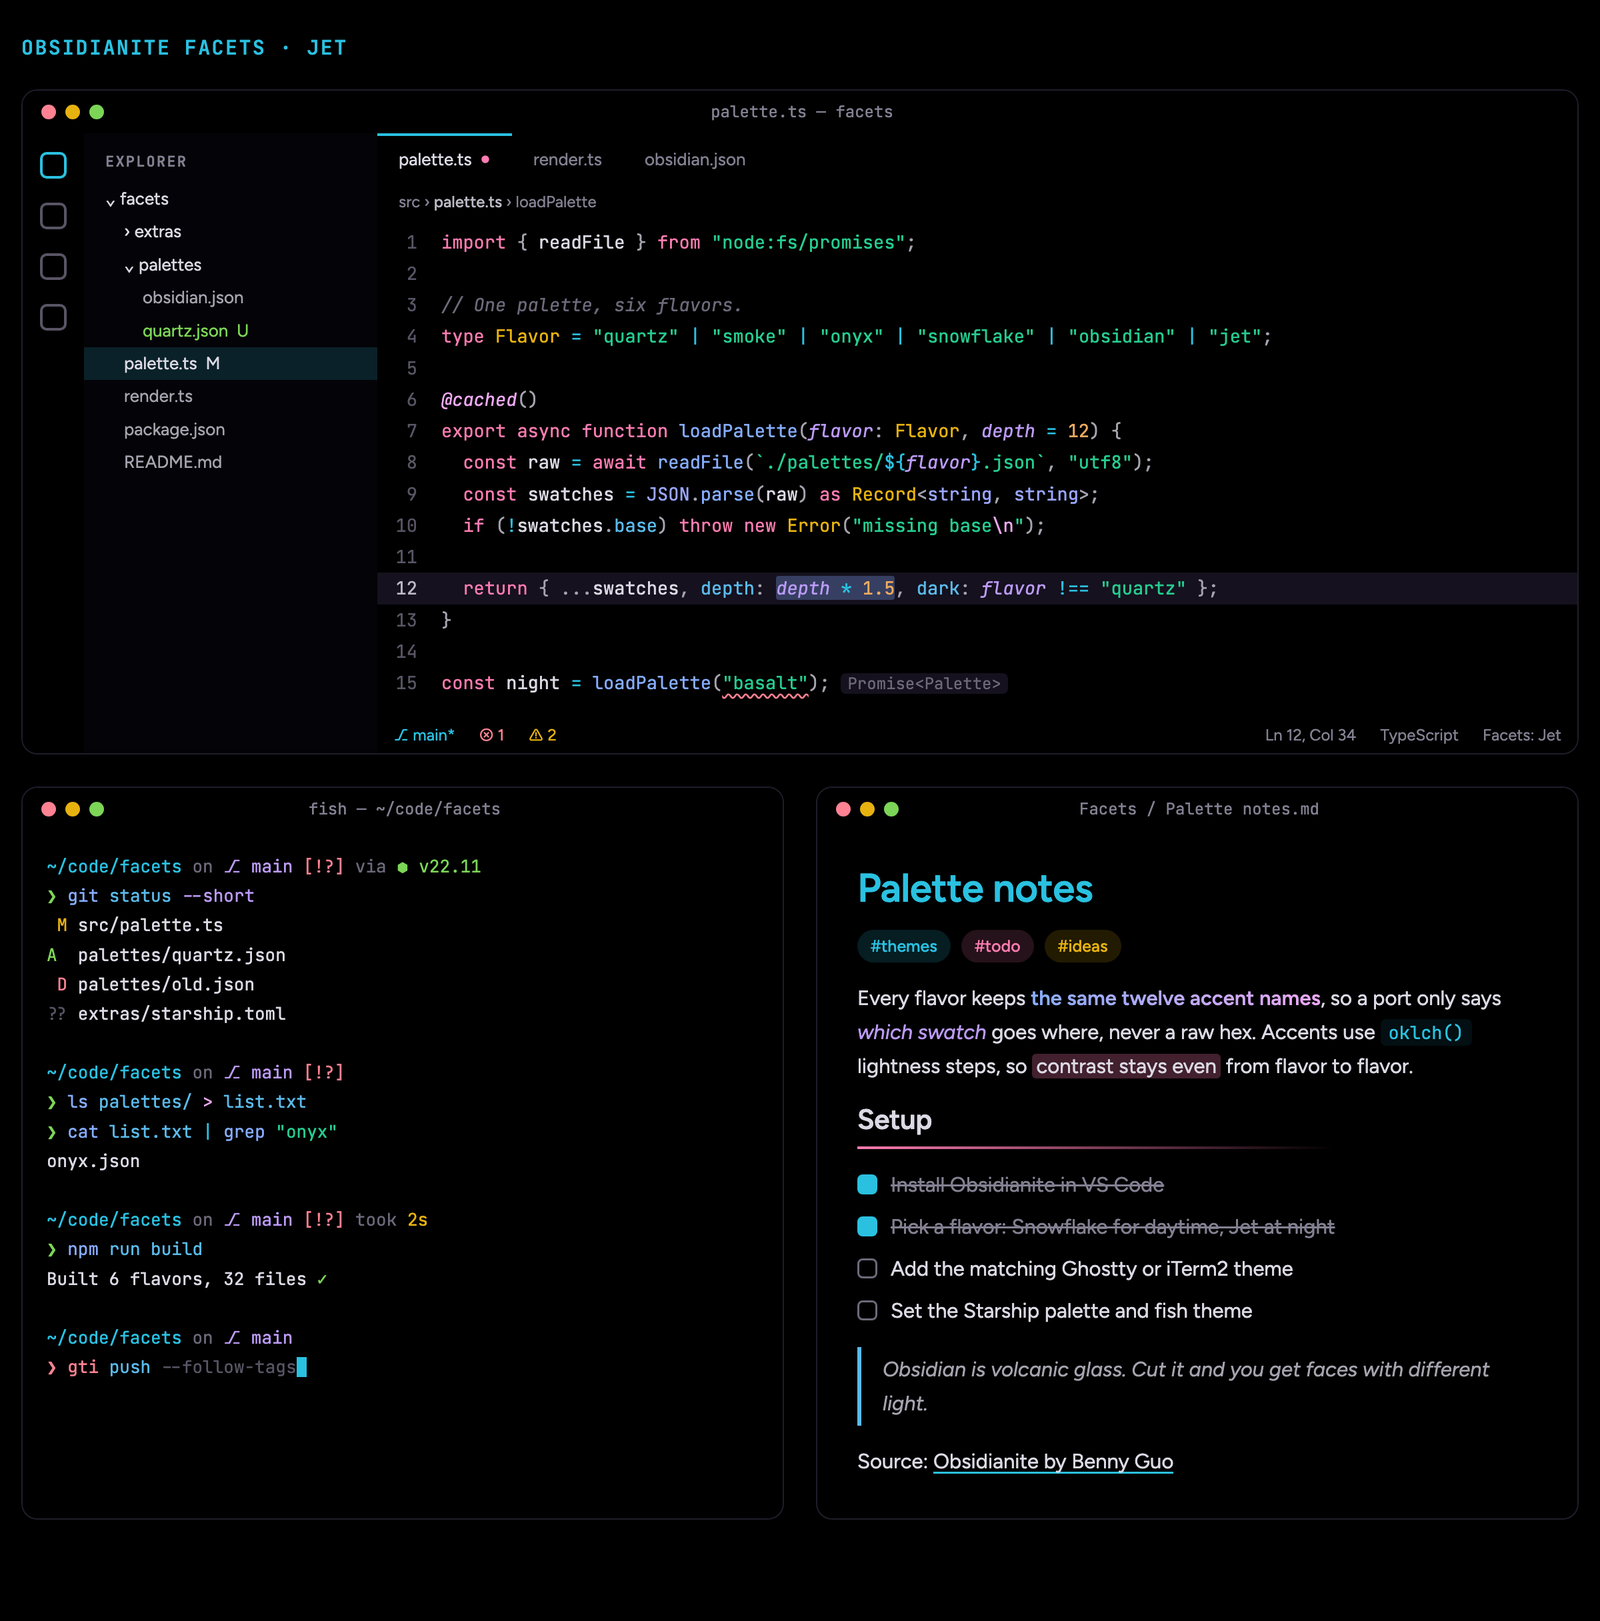 OBSIDIANITE FACETS · JET
palette.ts — facets
EXPLORER
facets
extras
palettes
obsidian.json
quartz.json U
palette.ts M
render.ts
package.json
README.md
palette.ts render.ts obsidian.json
src › palette.ts › loadPalette
1 import { readFile } from "node:fs/promises";
2
3 // One palette, six flavors.
4 type Flavor = "quartz" | "smoke" | "onyx" | "snowflake" | "obsidian" | "jet";
5
6 @cached()
7 export async function loadPalette(flavor: Flavor, depth = 12) {
8 const raw = await readFile(`./palettes/${flavor}.json`, "utf8");
9 const swatches = JSON.parse(raw) as Record<string, string>;
10 if (!swatches.base) throw new Error("missing base\n");
11
12 return { ...swatches, depth: depth * 1.5, dark: flavor !== "quartz" };
13 }
14
15 const night = loadPalette("basalt"); Promise<Palette>
⎇ main* ⊗ 1 ⚠ 2 Ln 12, Col 34 TypeScript Facets: Jet
fish — ~/code/facets
~/code/facets on ⎇ main [!?] via ⬢ v22.11
❯ git status --short
M src/palette.ts
A palettes/quartz.json
D palettes/old.json
?? extras/starship.toml
~/code/facets on ⎇ main [!?]
❯ ls palettes/ > list.txt
❯ cat list.txt | grep "onyx"
onyx.json
~/code/facets on ⎇ main [!?] took 2s
❯ npm run build
Built 6 flavors, 32 files ✓
~/code/facets on ⎇ main
❯ gti push --follow-tags
Facets / Palette notes.md
Palette notes
#themes #todo #ideas
Every flavor keeps the same twelve accent names, so a port only says
which swatch goes where, never a raw hex. Accents use oklch()
lightness steps, so contrast stays even from flavor to flavor.
Setup
Install Obsidianite in VS Code
Pick a flavor: Snowflake for daytime, Jet at night
Add the matching Ghostty or iTerm2 theme
Set the Starship palette and fish theme
Obsidian is volcanic glass. Cut it and you get faces with different
light.
Source: Obsidianite by Benny Guo